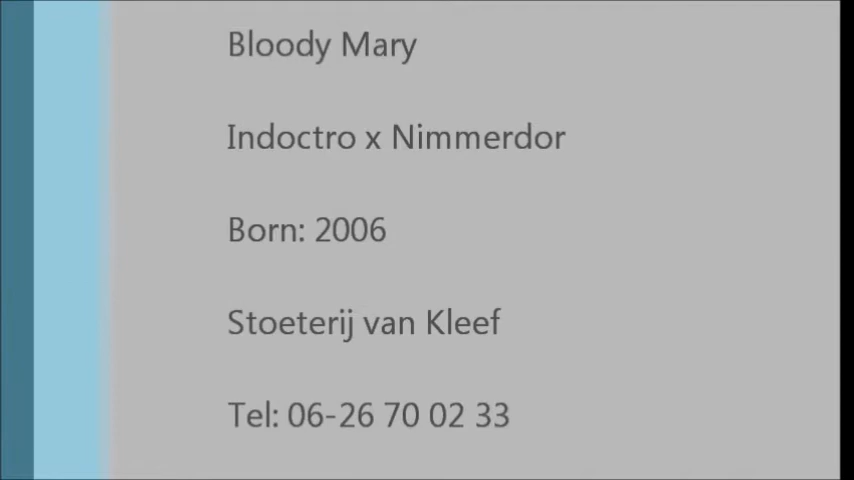 Bloody Mary
Indoctro x Nimmerdor
Born: 2006
Stoeterij van Kleef
Tel: 06-26 70 02 33